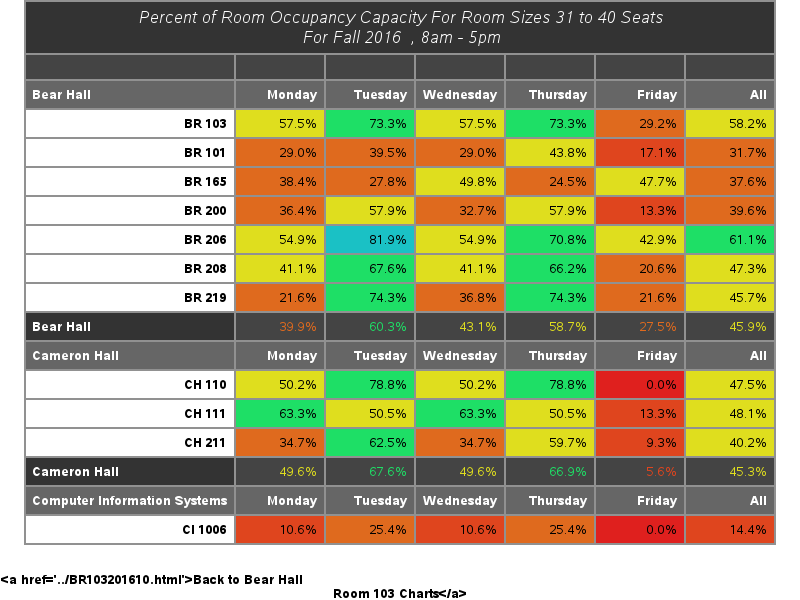 Percent of Room Occupancy Capacity For Room Sizes 31 to 40 Seats
For Fall 2016 , 8am - 5pm
Bear Hall Monday Tuesday Wednesday Thursday Friday All
BR 103 57.5% 73.3% 57.5% 73.3% 29.2% 58.2%
BR 101 29.0% 39.5% 29.0% 43.8% 17.1% 31.7%
BR 165 38.4% 27.8% 49.8% 24.5% 47.7% 37.6%
BR 200 36.4% 57.9% 32.7% 57.9% 13.3% 39.6%
BR 206 54.9% 81.9% 54.9% 70.8% 42.9% 61.1%
BR 208 41.1% 67.6% 41.1% 66.2% 20.6% 47.3%
BR 219 21.6% 74.3% 36.8% 74.3% 21.6% 45.7%
Bear Hall 39.9% 60.3% 43.1% 58.7% 27.5% 45.9%
Cameron Hall Monday Tuesday Wednesday Thursday Friday All
CH 110 50.2% 78.8% 50.2% 78.8% 0.0% 47.5%
CH 111 63.3% 50.5% 63.3% 50.5% 13.3% 48.1%
CH 211 34.7% 62.5% 34.7% 59.7% 9.3% 40.2%
Cameron Hall 49.6% 67.6% 49.6% 66.9% 5.6% 45.3%
Computer Information Systems Monday Tuesday Wednesday Thursday Friday All
CI 1006 10.6% 25.4% 10.6% 25.4% 0.0% 14.4%
<a href='../BR103201610.html'>Back to Bear Hall
Room 103 Charts</a>